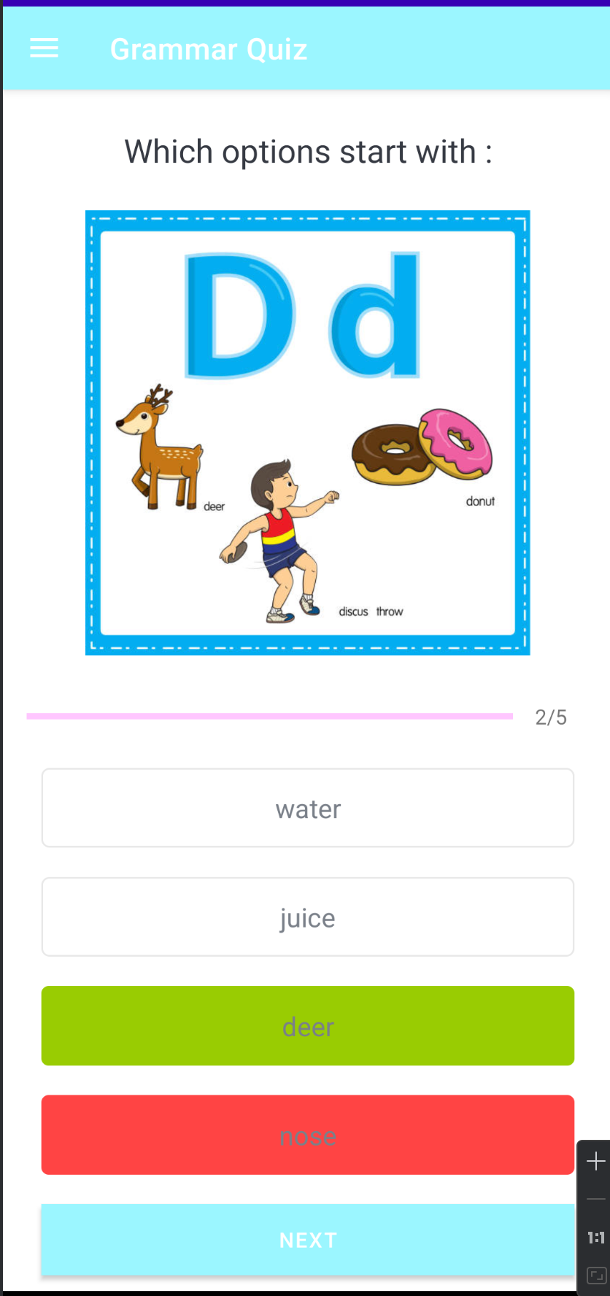 Grammar Quiz
Which options start with :
D d
deer
donut
discus throw
2/5
water
juice
deer
nose
NEXT
1:1